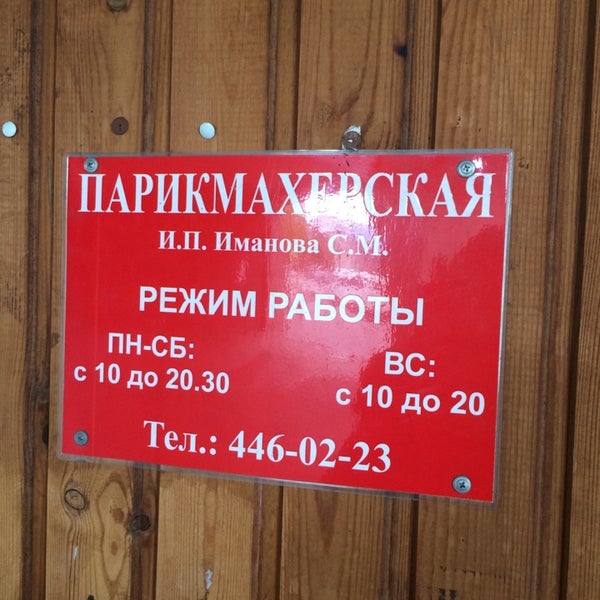 ПАРИКМАХЕРСКАЯ
И.П. Иманова С.М.
РЕЖИМ РАБОТЫ
ПН-СБ:
с 10 до 20.30
ВС:
с 10 до 20
Тел.: 446-02-23